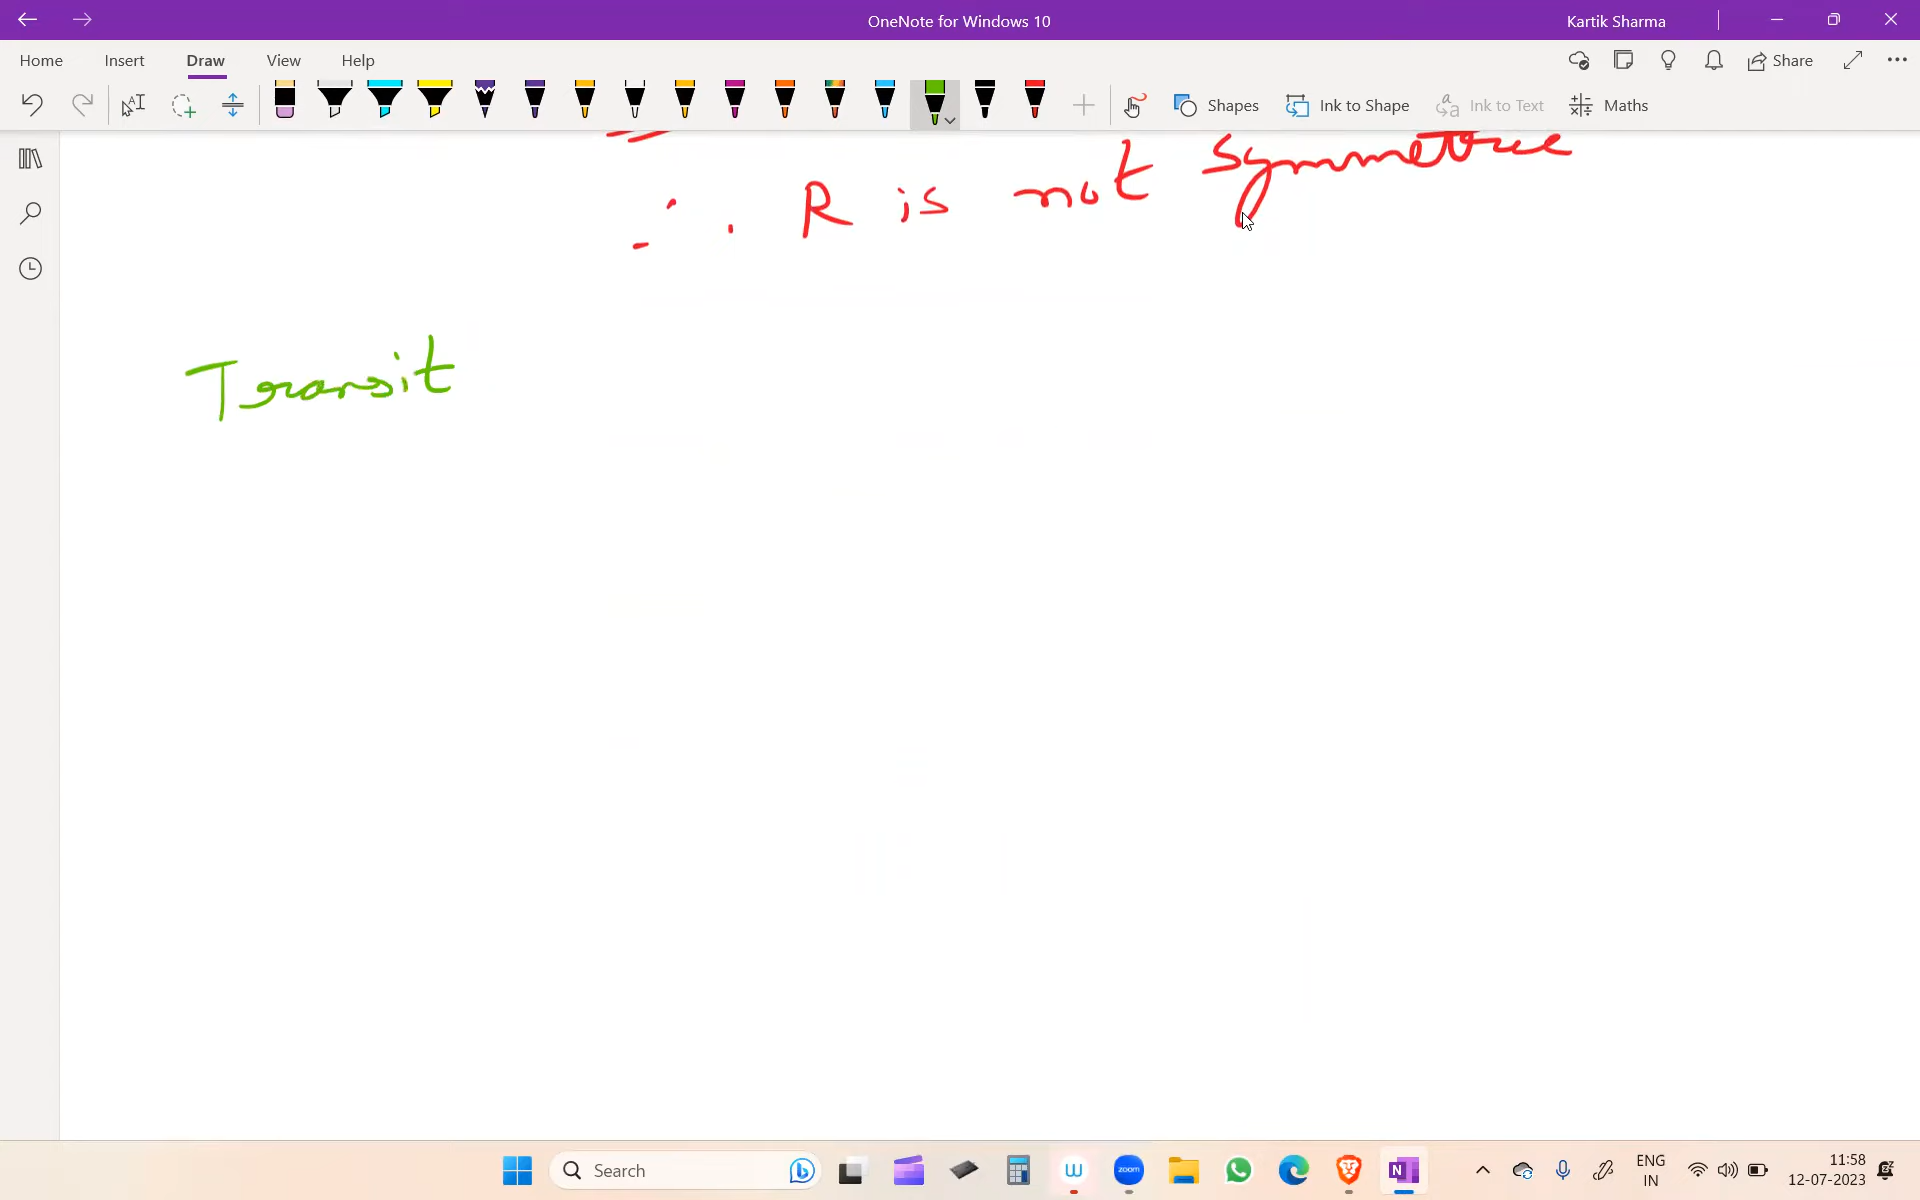 OneNote for Windows 10
Kartik Sharma
Home Insert Draw View Help
Share
Shapes Ink to Shape Ink to Text Maths
∴ R is not symmetric
Transit
Search
zoom
ENG
IN
11:58
12-07-2023